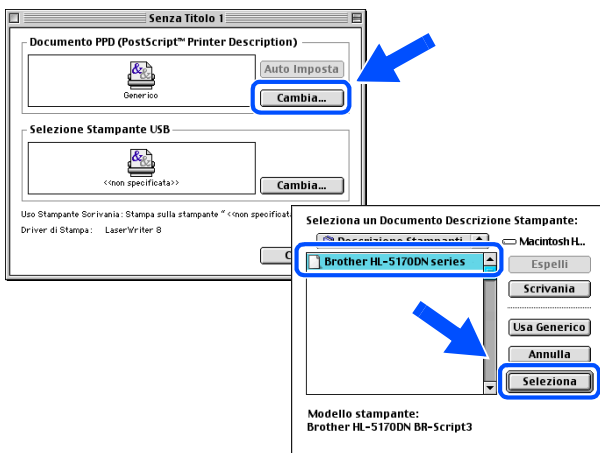 Senza Titolo 1
Documento PPD (PostScript™ Printer Description)
Auto Imposta
Generico
Cambia...
Selezione Stampante USB
<<non specificata>>
Cambia...
Uso Stampante Scrivania: Stampa sulla stampante "<<non specificat
Driver di Stampa: LaserWriter 8
C
Seleziona un Documento Descrizione Stampante:
Descrizione Stampanti
Macintosh H...
Brother HL-5170DN series
Espelli
Scrivania
Usa Generico
Annulla
Seleziona
Modello stampante:
Brother HL-5170DN BR-Script3